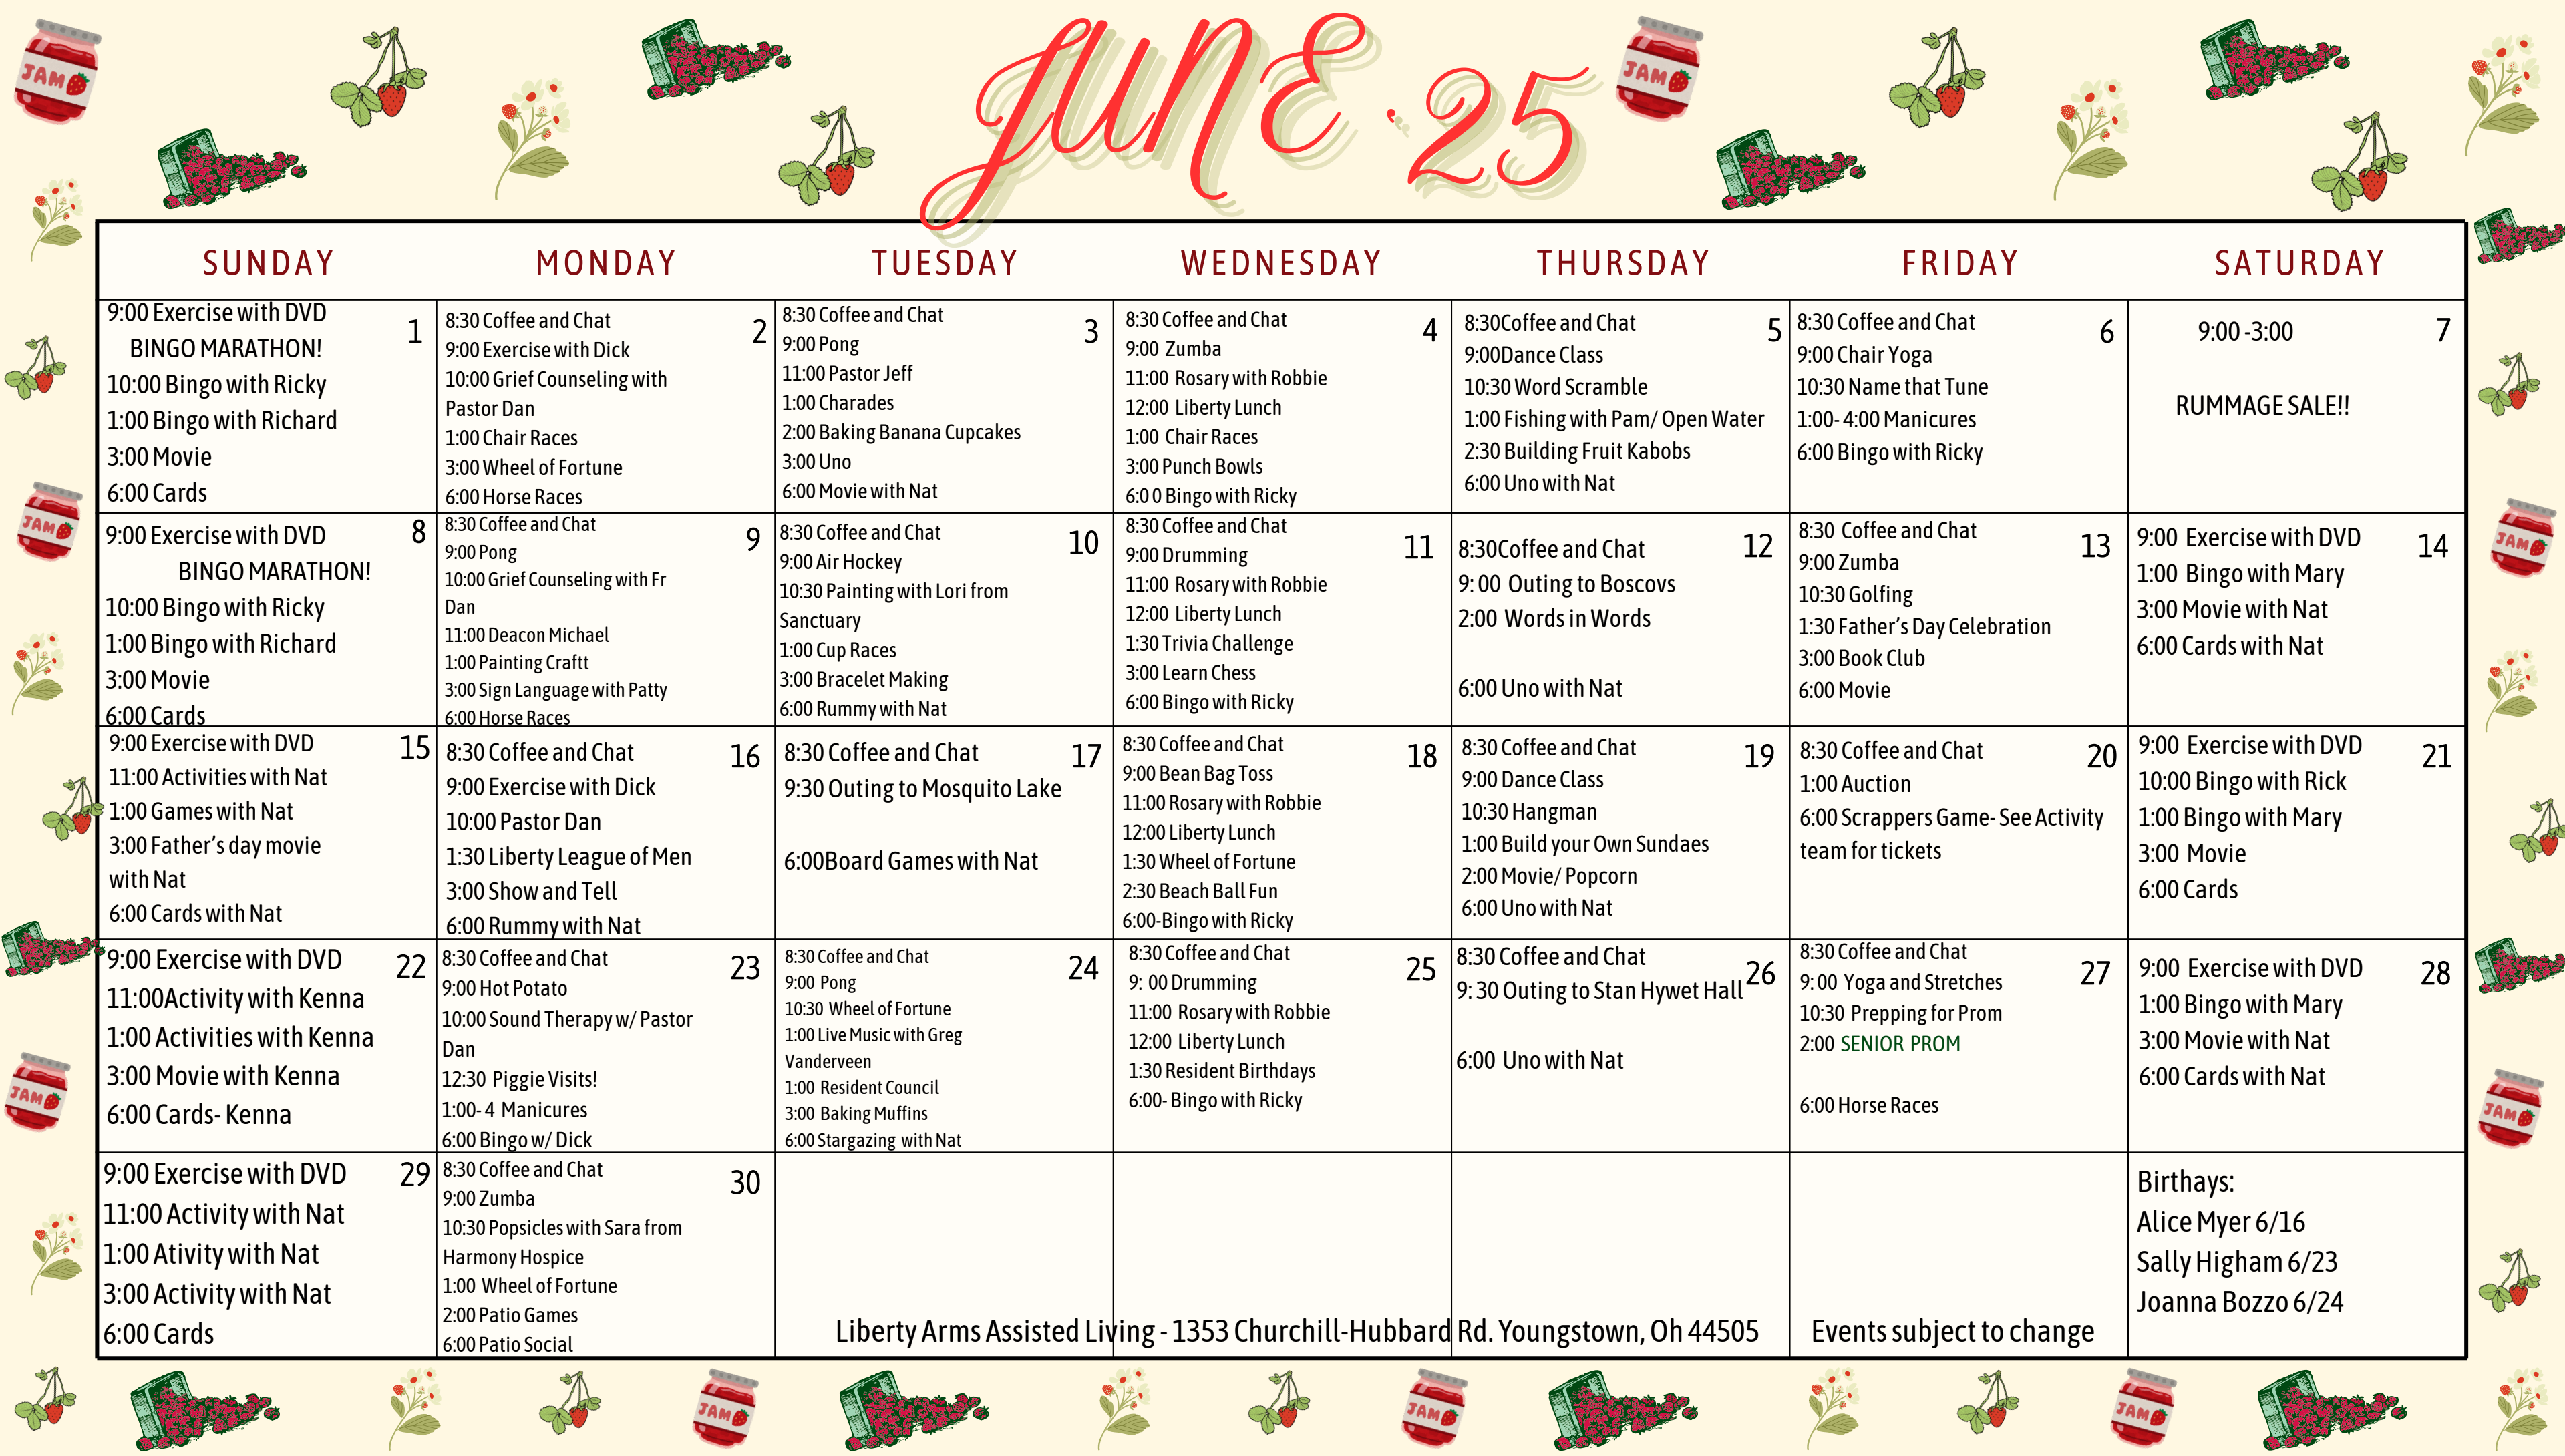 JUNE '25
SUNDAY
MONDAY
TUESDAY
WEDNESDAY
THURSDAY
FRIDAY
SATURDAY
9:00 Exercise with DVD
1
BINGO MARATHON!
10:00 Bingo with Ricky
1:00 Bingo with Richard
3:00 Movie
6:00 Cards
8:30 Coffee and Chat
2
9:00 Exercise with Dick
10:00 Grief Counseling with
Pastor Dan
1:00 Chair Races
3:00 Wheel of Fortune
6:00 Horse Races
8:30 Coffee and Chat
3
9:00 Pong
11:00 Pastor Jeff
1:00 Charades
2:00 Baking Banana Cupcakes
3:00 Uno
6:00 Movie with Nat
8:30 Coffee and Chat
4
9:00 Zumba
11:00 Rosary with Robbie
12:00 Liberty Lunch
1:00 Chair Races
3:00 Punch Bowls
6:0 0 Bingo with Ricky
8:30Coffee and Chat
5
9:00Dance Class
10:30 Word Scramble
1:00 Fishing with Pam/ Open Water
2:30 Building Fruit Kabobs
6:00 Uno with Nat
8:30 Coffee and Chat
6
9:00 Chair Yoga
10:30 Name that Tune
1:00- 4:00 Manicures
6:00 Bingo with Ricky
9:00 -3:00
7
RUMMAGE SALE!!
9:00 Exercise with DVD
8
BINGO MARATHON!
10:00 Bingo with Ricky
1:00 Bingo with Richard
3:00 Movie
6:00 Cards
8:30 Coffee and Chat
9
9:00 Pong
10:00 Grief Counseling with Fr
Dan
11:00 Deacon Michael
1:00 Painting Craftt
3:00 Sign Language with Patty
6:00 Horse Races
8:30 Coffee and Chat
10
9:00 Air Hockey
10:30 Painting with Lori from
Sanctuary
1:00 Cup Races
3:00 Bracelet Making
6:00 Rummy with Nat
8:30 Coffee and Chat
11
9:00 Drumming
11:00 Rosary with Robbie
12:00 Liberty Lunch
1:30 Trivia Challenge
3:00 Learn Chess
6:00 Bingo with Ricky
8:30Coffee and Chat
12
9: 00 Outing to Boscovs
2:00 Words in Words
6:00 Uno with Nat
8:30 Coffee and Chat
13
9:00 Zumba
10:30 Golfing
1:30 Father's Day Celebration
3:00 Book Club
6:00 Movie
9:00 Exercise with DVD
14
1:00 Bingo with Mary
3:00 Movie with Nat
6:00 Cards with Nat
9:00 Exercise with DVD
15
11:00 Activities with Nat
1:00 Games with Nat
3:00 Father's day movie
with Nat
6:00 Cards with Nat
8:30 Coffee and Chat
16
9:00 Exercise with Dick
10:00 Pastor Dan
1:30 Liberty League of Men
3:00 Show and Tell
6:00 Rummy with Nat
8:30 Coffee and Chat
17
9:30 Outing to Mosquito Lake
6:00Board Games with Nat
8:30 Coffee and Chat
18
9:00 Bean Bag Toss
11:00 Rosary with Robbie
12:00 Liberty Lunch
1:30 Wheel of Fortune
2:30 Beach Ball Fun
6:00-Bingo with Ricky
8:30 Coffee and Chat
19
9:00 Dance Class
10:30 Hangman
1:00 Build your Own Sundaes
2:00 Movie/ Popcorn
6:00 Uno with Nat
8:30 Coffee and Chat
20
1:00 Auction
6:00 Scrappers Game- See Activity
team for tickets
9:00 Exercise with DVD
21
10:00 Bingo with Rick
1:00 Bingo with Mary
3:00 Movie
6:00 Cards
9:00 Exercise with DVD
22
11:00Activity with Kenna
1:00 Activities with Kenna
3:00 Movie with Kenna
6:00 Cards- Kenna
8:30 Coffee and Chat
23
9:00 Hot Potato
10:00 Sound Therapy w/ Pastor
Dan
12:30 Piggie Visits!
1:00- 4 Manicures
6:00 Bingo w/ Dick
8:30 Coffee and Chat
24
9:00 Pong
10:30 Wheel of Fortune
1:00 Live Music with Greg
Vanderveen
1:00 Resident Council
3:00 Baking Muffins
6:00 Stargazing with Nat
8:30 Coffee and Chat
25
9: 00 Drumming
11:00 Rosary with Robbie
12:00 Liberty Lunch
1:30 Resident Birthdays
6:00- Bingo with Ricky
8:30 Coffee and Chat
26
9: 30 Outing to Stan Hywet Hall
6:00 Uno with Nat
8:30 Coffee and Chat
27
9: 00 Yoga and Stretches
10:30 Prepping for Prom
2:00 SENIOR PROM
6:00 Horse Races
9:00 Exercise with DVD
28
1:00 Bingo with Mary
3:00 Movie with Nat
6:00 Cards with Nat
9:00 Exercise with DVD
29
11:00 Activity with Nat
1:00 Ativity with Nat
3:00 Activity with Nat
6:00 Cards
8:30 Coffee and Chat
30
9:00 Zumba
10:30 Popsicles with Sara from
Harmony Hospice
1:00 Wheel of Fortune
2:00 Patio Games
6:00 Patio Social
Liberty Arms Assisted Living - 1353 Churchill-Hubbard Rd. Youngstown, Oh 44505
Events subject to change
Birthays:
Alice Myer 6/16
Sally Higham 6/23
Joanna Bozzo 6/24
JAM
JAM
JAM
JAM
JAM
JAM
JAM
JAM
JAM
JAM